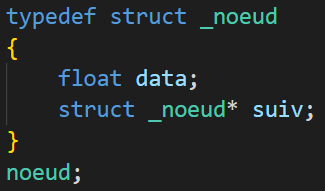 typedef struct _noeud
{
    float data;
    struct _noeud* suiv;
}
noeud;